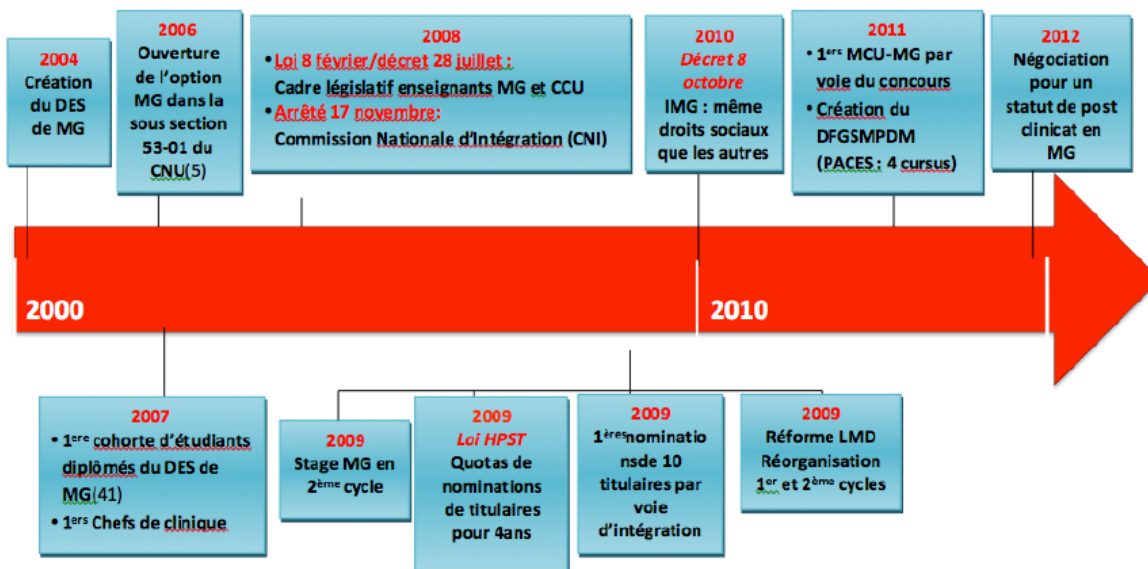 2004
Création
du DES
de MG
2006
Ouverture
de l'option
MG dans la
sous section
53-01 du
CNU(5)
2008
• Loi 8 février/décret 28 juillet :
Cadre législatif enseignants MG et CCU
• Arrêté 17 novembre:
Commission Nationale d'Intégration (CNI)
2010
Décret 8
octobre
IMG : même
droits sociaux
que les autres
2011
• 1ers MCU-MG par
voie du concours
• Création du
DFGSMPDM
(PACES : 4 cursus)
2012
Négociation
pour un
statut de post
clinicat en
MG
2000
2010
2007
• 1ere cohorte d'étudiants
diplômés du DES de
MG(41)
• 1ers Chefs de clinique
2009
Stage MG en
2ème cycle
2009
Loi HPST
Quotas de
nominations
de titulaires
pour 4ans
2009
1èresnominatio
nsde 10
titulaires par
voie
d'intégration
2009
Réforme LMD
Réorganisation
1er et 2ème cycles